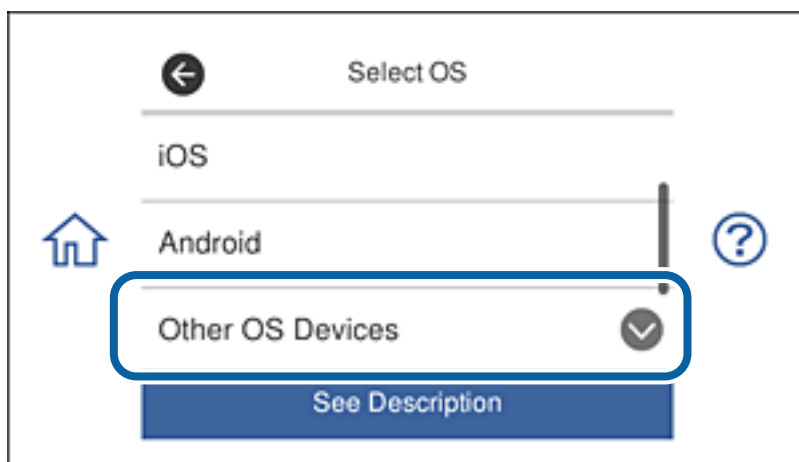 Select OS
iOS
Android
Other OS Devices
See Description